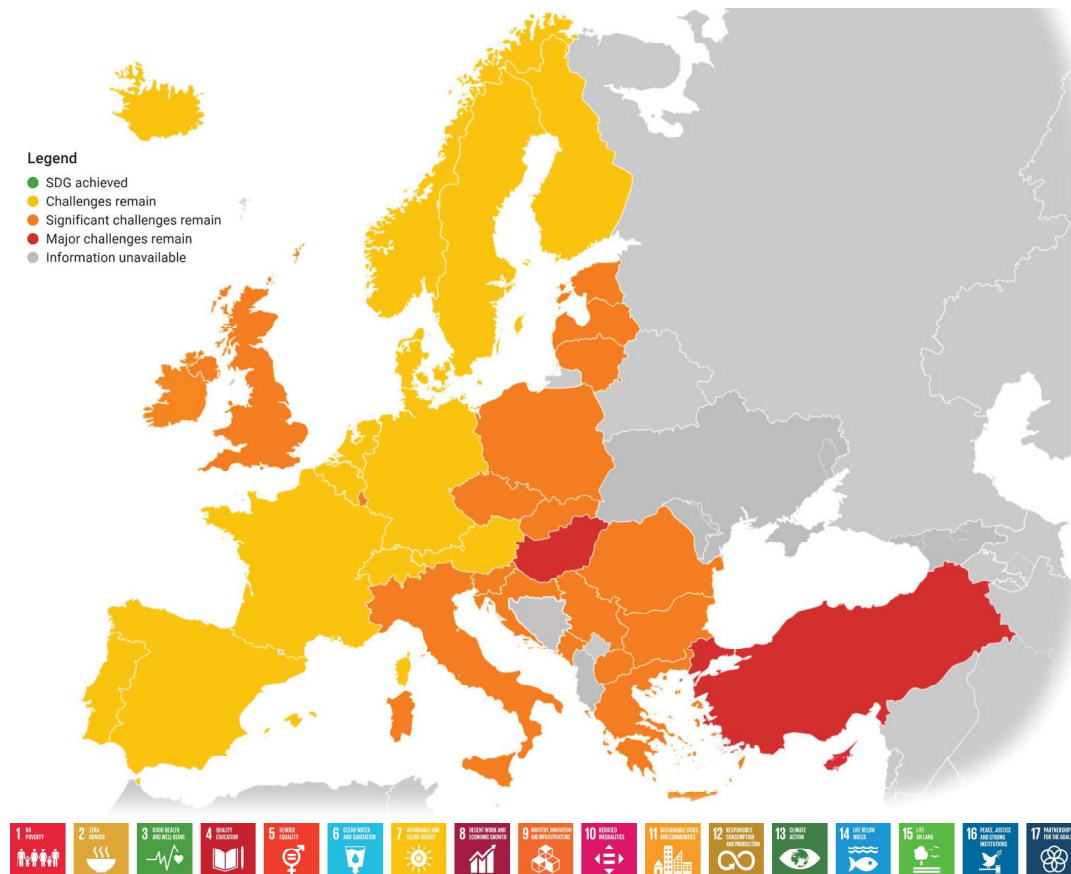 Legend
SDG achieved
Challenges remain
Significant challenges remain
Major challenges remain
Information unavailable
1 NO
POVERTY
2 ZERO
HUNGER
3 GOOD HEALTH
AND WELL-BEING
4 QUALITY
EDUCATION
5 GENDER
EQUALITY
6 CLEAN WATER
AND SANITATION
7 AFFORDABLE AND
CLEAN ENERGY
8 DECENT WORK AND
ECONOMIC GROWTH
9 INDUSTRY, INNOVATION
AND INFRASTRUCTURE
10 REDUCED
INEQUALITIES
11 SUSTAINABLE CITIES
AND COMMUNITIES
12 RESPONSIBLE
CONSUMPTION
AND PRODUCTION
13 CLIMATE
ACTION
14 LIFE BELOW
WATER
15 LIFE
ON LAND
16 PEACE, JUSTICE
AND STRONG
INSTITUTIONS
17 PARTNERSHIP
FOR THE GOAL